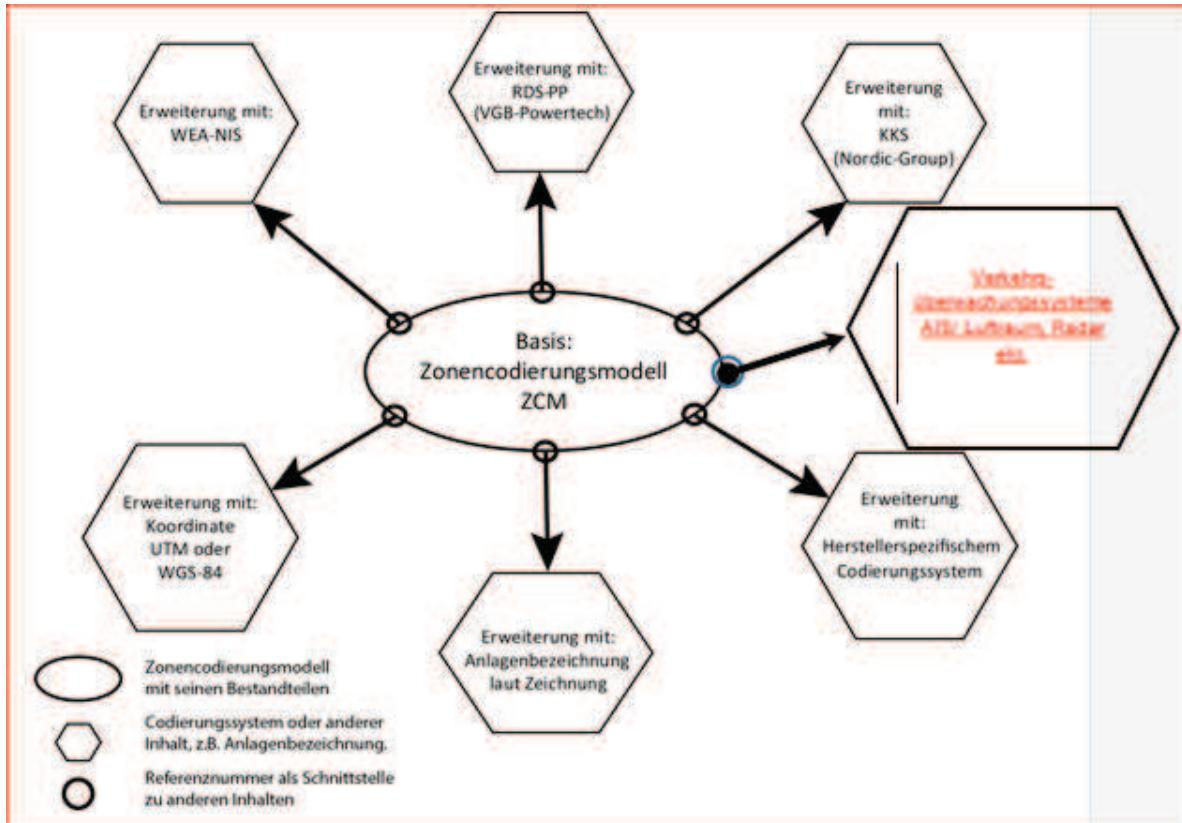 Erweiterung mit:
WEA-NIS
Erweiterung mit:
RDS-PP
(VGB-Powertech)
Erweiterung
mit:
KKS
(Nordic-Group)
Verkehrs-
überwachungssysteme
AIS/ Luftraum, Radar
etc.
Basis:
Zonencodierungsmodell
ZCM
Erweiterung mit:
Koordinate
UTM oder
WGS-84
Erweiterung mit:
Anlagenbezeichnung
laut Zeichnung
Erweiterung
mit:
Herstellerspezifischem
Codierungssystem
Zonencodierungsmodell
mit seinen Bestandteilen
Codierungssystem oder anderer
Inhalt, z.B. Anlagenbezeichnung.
Referenznummer als Schnittstelle
zu anderen Inhalten